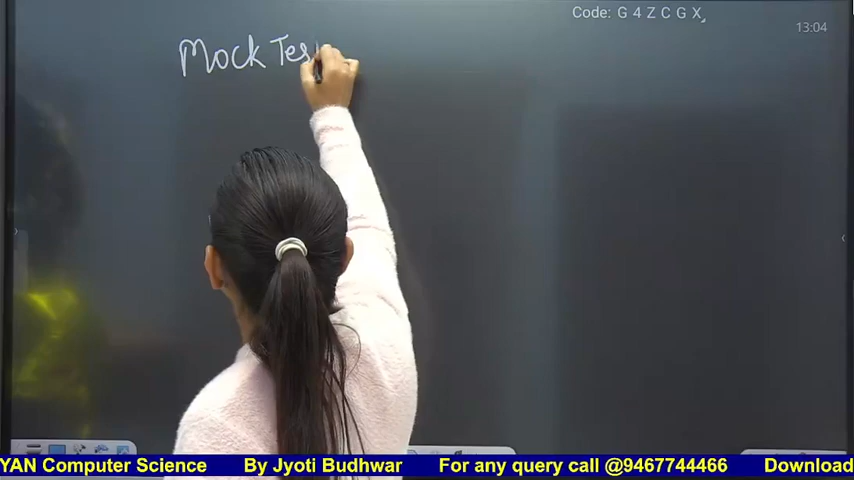 Code: G 4 Z C G X
13:04
Mock Tes
YAN Computer Science By Jyoti Budhwar For any query call @9467744466 Download